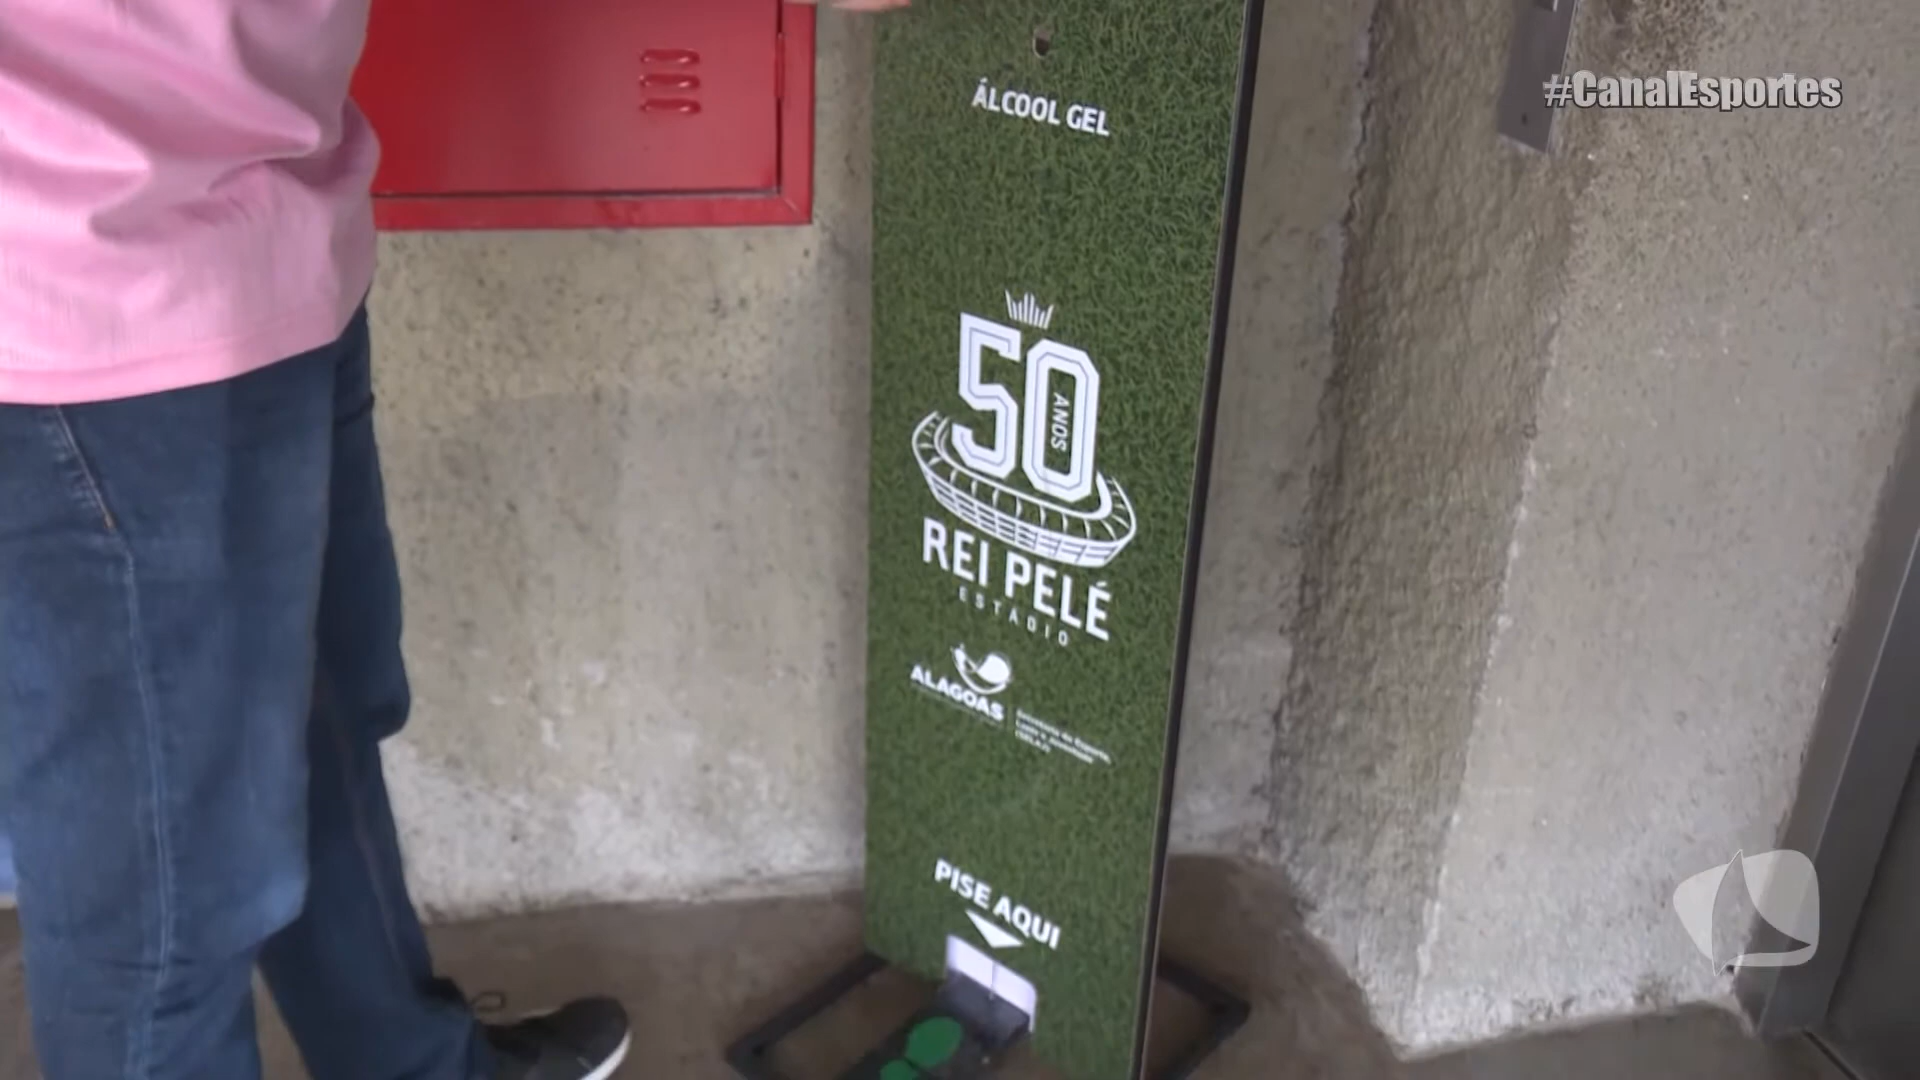 #CanalEsportes
ÁLCOOL GEL
50
ANOS
REI PELÉ
ESTÁDIO
ALAGOAS
PISE AQUI